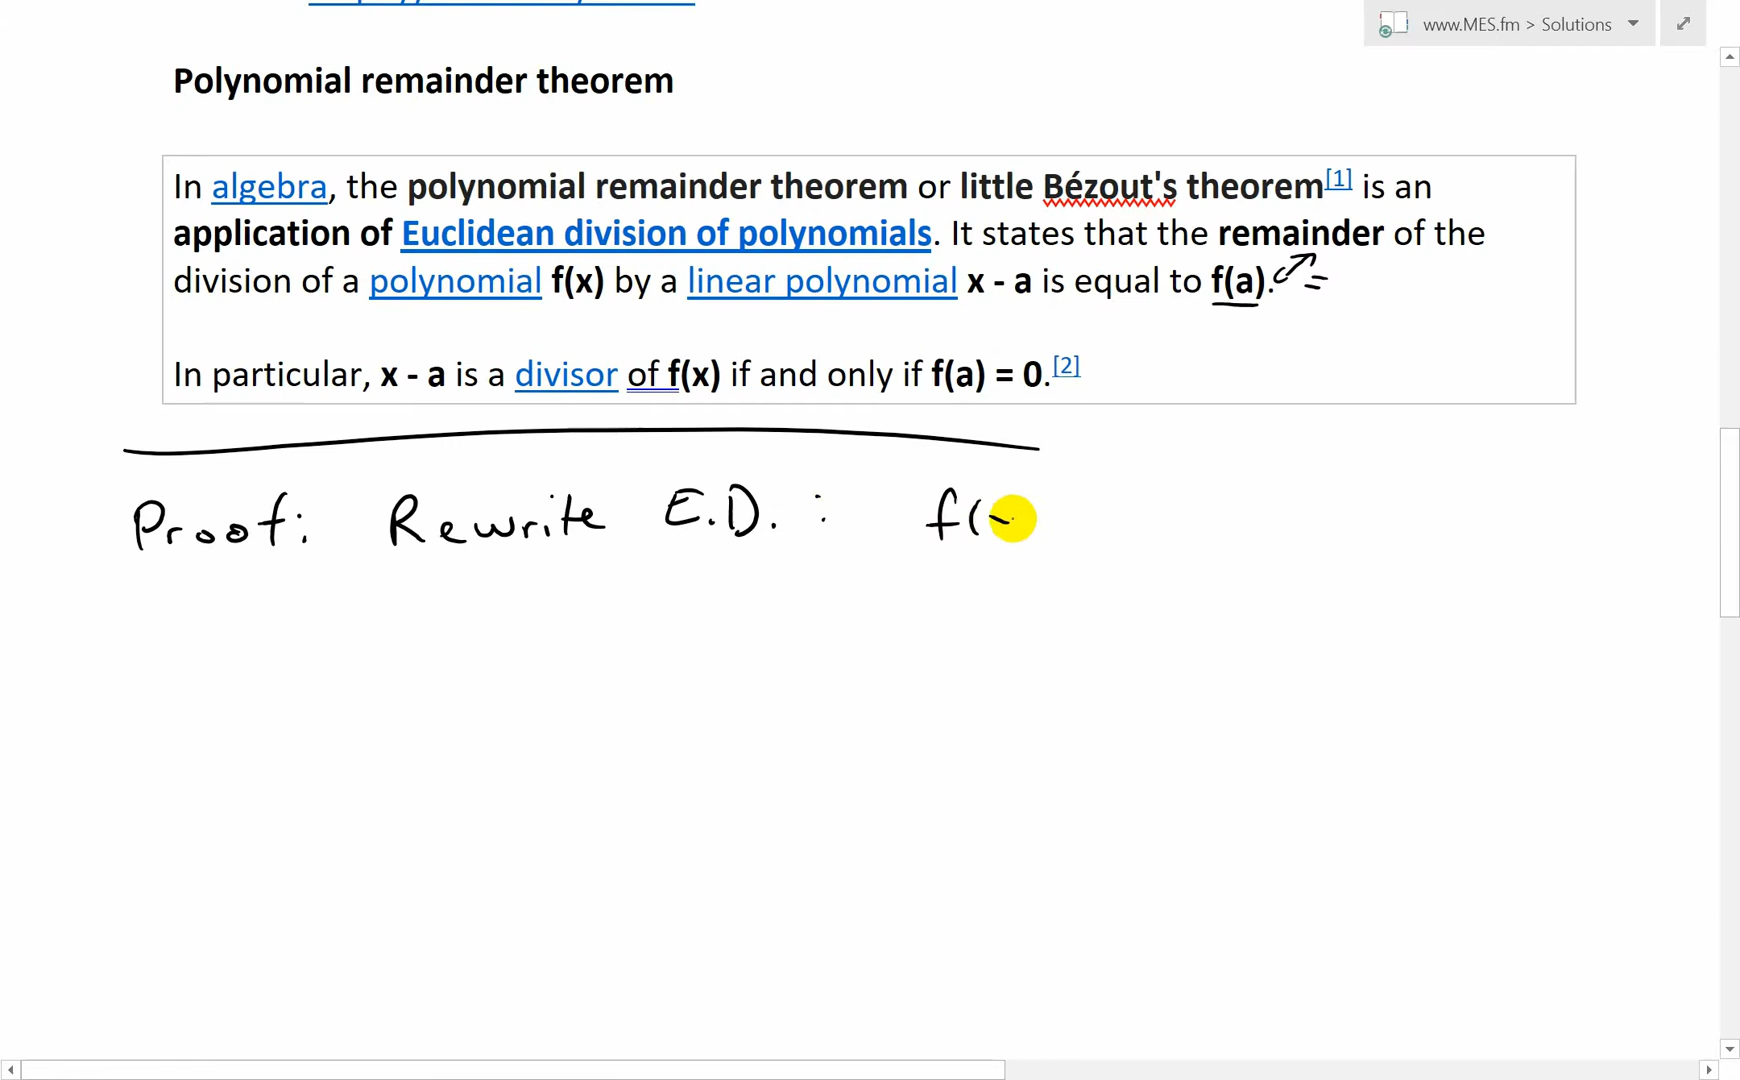 www.MES.fm > Solutions
Polynomial remainder theorem
In algebra, the polynomial remainder theorem or little Bézout's theorem[1] is an
application of Euclidean division of polynomials. It states that the remainder of the
division of a polynomial f(x) by a linear polynomial x - a is equal to f(a). =
In particular, x - a is a divisor of f(x) if and only if f(a) = 0.[2]
Proof: Rewrite E.D. : f(